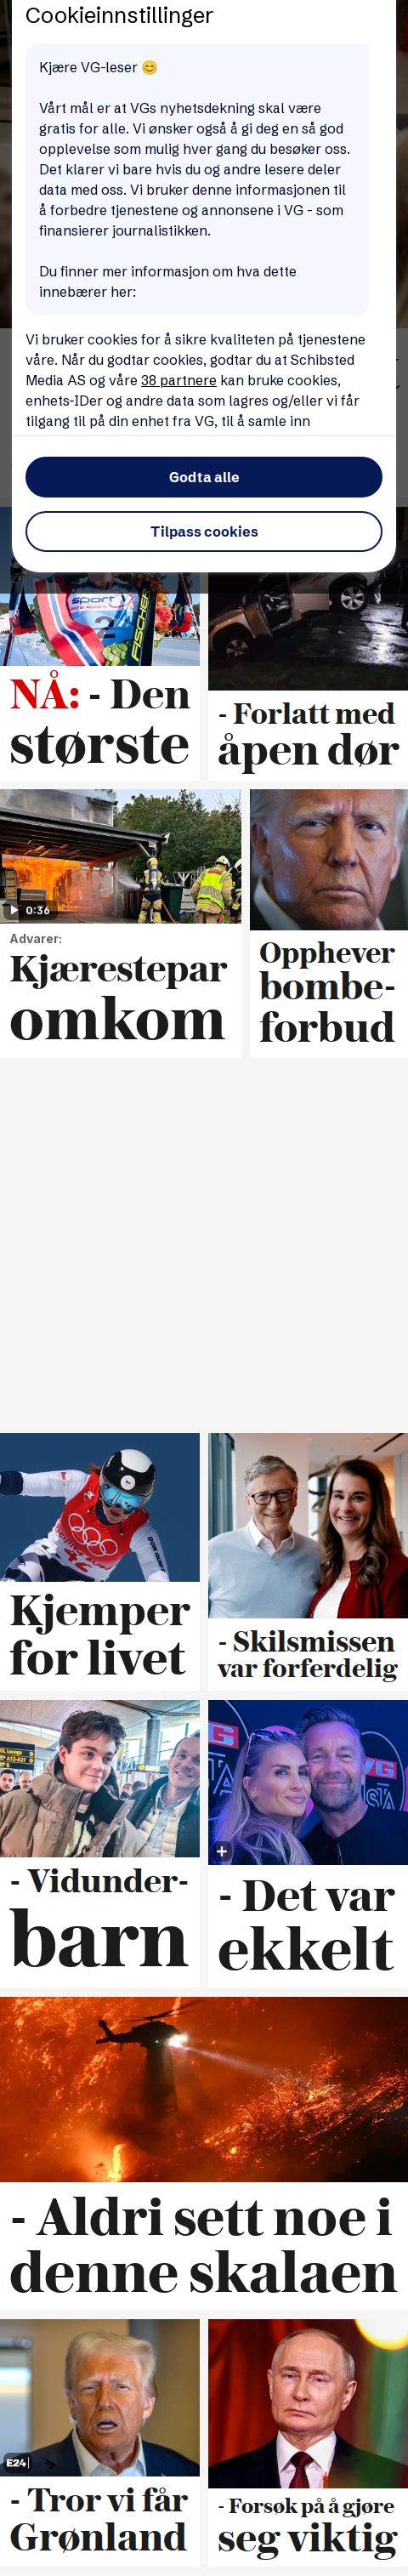 Cookieinnstillinger
Kjære VG-leser 😊
Vårt mål er at VGs nyhetsdekning skal være
gratis for alle. Vi ønsker også å gi deg en så god
opplevelse som mulig hver gang du besøker oss.
Det klarer vi bare hvis du og andre lesere deler
data med oss. Vi bruker denne informasjonen til
å forbedre tjenestene og annonsene i VG - som
finansierer journalistikken.
Du finner mer informasjon om hva dette
innebærer her:
Vi bruker cookies for å sikre kvaliteten på tjenestene
våre. Når du godtar cookies, godtar du at Schibsted
Media AS og våre 38 partnere kan bruke cookies,
enhets-IDer og andre data som lagres og/eller vi får
tilgang til på din enhet fra VG, til å samle inn
Godta alle
Tilpass cookies
sport
FISCHER
2
NÅ: - Den
største
- Forlatt med
åpen dør
0:36
Advarer:
Kjærestepar
omkom
Opphever
bombe-
forbud
Kjemper
for livet
- Skilsmissen
var forferdelig
- Vidunder-
barn
VG
- Det var
ekkelt
- Aldri sett noe i
denne skalaen
E24
- Tror vi får
Grønland
- Forsøk på å gjøre
seg viktig